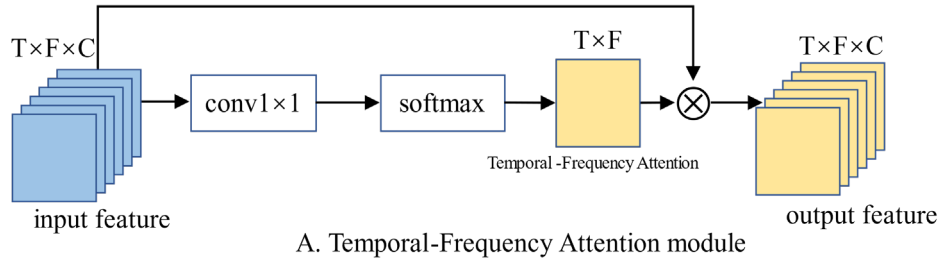 T×F×C
T×F
T×F×C
conv1×1
softmax
Temporal -Frequency Attention
input feature
output feature
A. Temporal-Frequency Attention module